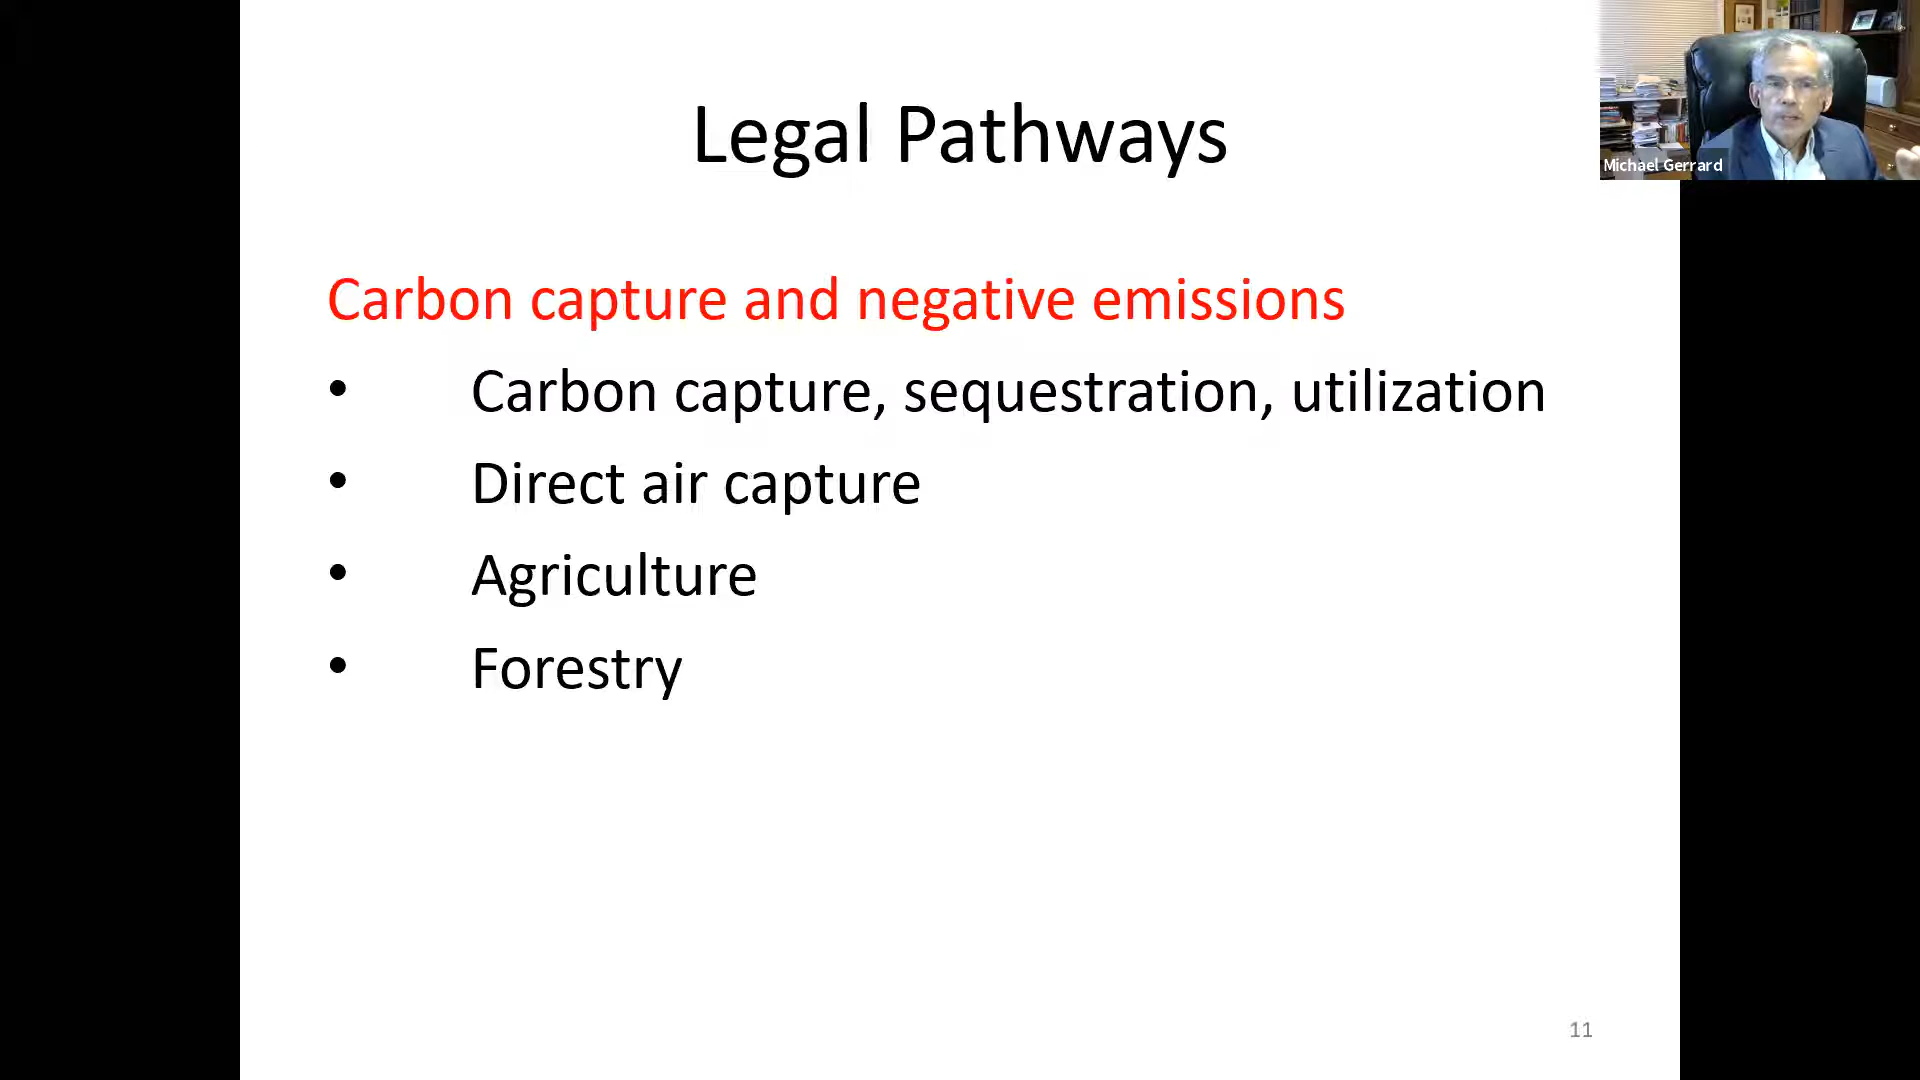 Legal Pathways
Michael Gerrard
Carbon capture and negative emissions
• Carbon capture, sequestration, utilization
• Direct air capture
• Agriculture
• Forestry
11